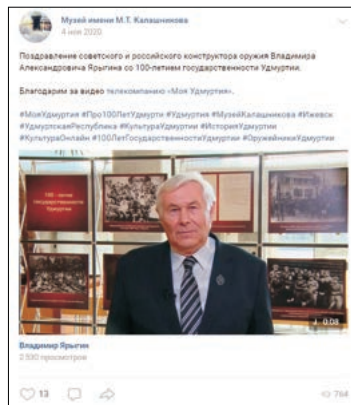 Музей имени М.Т. Калашникова
4 ноя 2020
Поздравление советского и российского конструктора оружия Владимира
Александровича Ярыгина со 100-летием государственности Удмуртии.
Благодарим за видео телекомпанию «Моя Удмуртия».
#МояУдмуртия #Про100ЛетУдмурти #Удмуртия #МузейКалашникова #Ижевск
#УдмуртскаяРеспублика #КультураУдмуртии #ИсторияУдмуртии
#КультураОнлайн #100ЛетГосударственностиУдмуртии #ОружейникиУдмуртии
100 - летие
государственности
Удмуртии
0:08
Владимир Ярыгин
2 500 просмотров
13
764